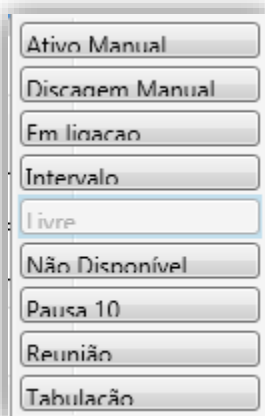 Ativo Manual
Discagem Manual
Em ligacao
Intervalo
Livre
Não Disponível
Pausa 10
Reunião
Tabulação